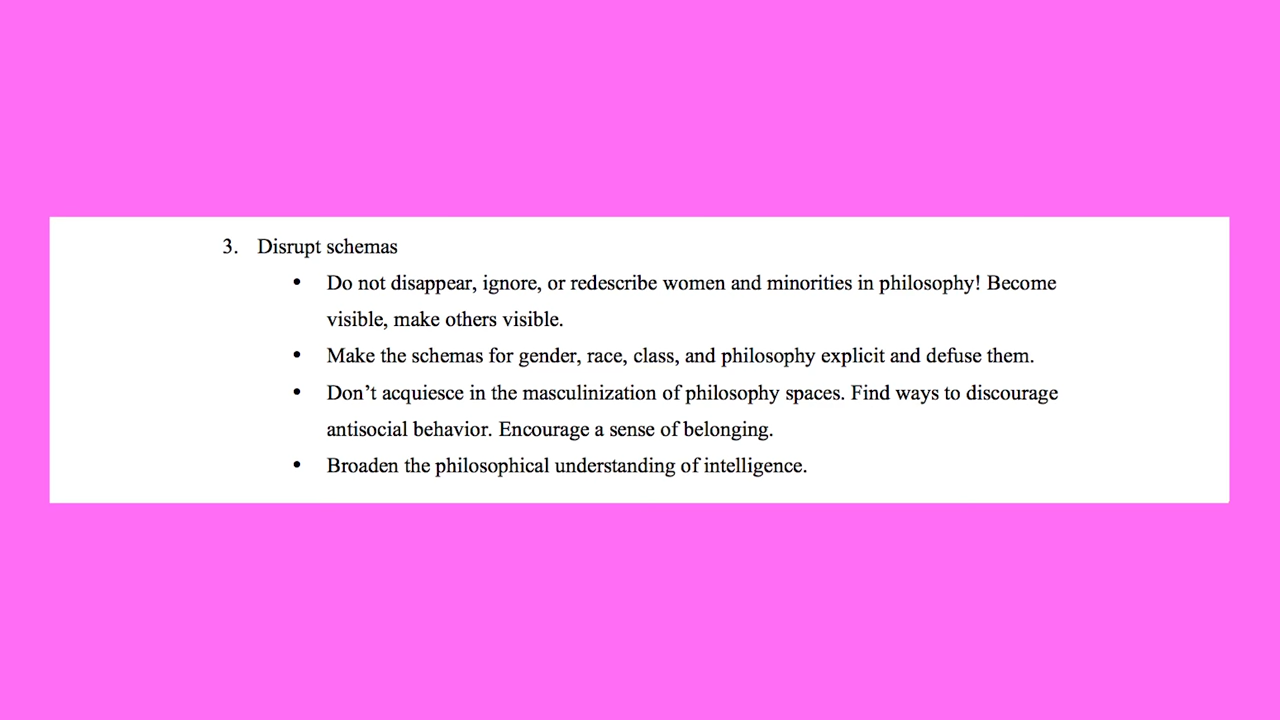 3. Disrupt schemas
• Do not disappear, ignore, or redescribe women and minorities in philosophy! Become
visible, make others visible.
• Make the schemas for gender, race, class, and philosophy explicit and defuse them.
• Don’t acquiesce in the masculinization of philosophy spaces. Find ways to discourage
antisocial behavior. Encourage a sense of belonging.
• Broaden the philosophical understanding of intelligence.